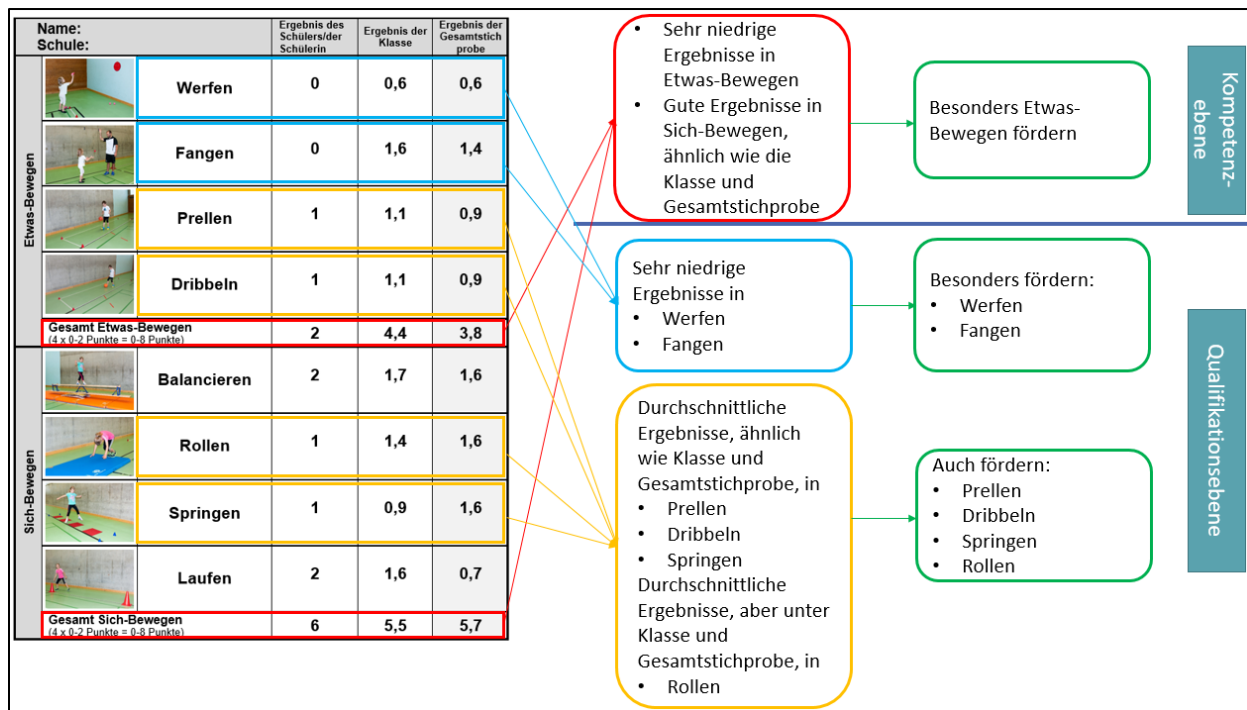 Name:
Schule:
Ergebnis des
Schülers/der
Schülerin
Ergebnis der
Klasse
Ergebnis der
Gesamtstich
probe
Etwas-Bewegen
Werfen 0 0,6 0,6
Fangen 0 1,6 1,4
Prellen 1 1,1 0,9
Dribbeln 1 1,1 0,9
Gesamt Etwas-Bewegen
(4 x 0-2 Punkte = 0-8 Punkte)
2 4,4 3,8
Sich-Bewegen
Balancieren 2 1,7 1,6
Rollen 1 1,4 1,6
Springen 1 0,9 1,6
Laufen 2 1,6 0,7
Gesamt Sich-Bewegen
(4 x 0-2 Punkte = 0-8 Punkte)
6 5,5 5,7
• Sehr niedrige
Ergebnisse in
Etwas-Bewegen
• Gute Ergebnisse in
Sich-Bewegen,
ähnlich wie die
Klasse und
Gesamtstichprobe
Besonders Etwas-
Bewegen fördern
Kompetenz-
ebene
Sehr niedrige
Ergebnisse in
• Werfen
• Fangen
Besonders fördern:
• Werfen
• Fangen
Durchschnittliche
Ergebnisse, ähnlich
wie Klasse und
Gesamtstichprobe, in
• Prellen
• Dribbeln
• Springen
Durchschnittliche
Ergebnisse, aber unter
Klasse und
Gesamtstichprobe, in
• Rollen
Auch fördern:
• Prellen
• Dribbeln
• Springen
• Rollen
Qualifikationsebene